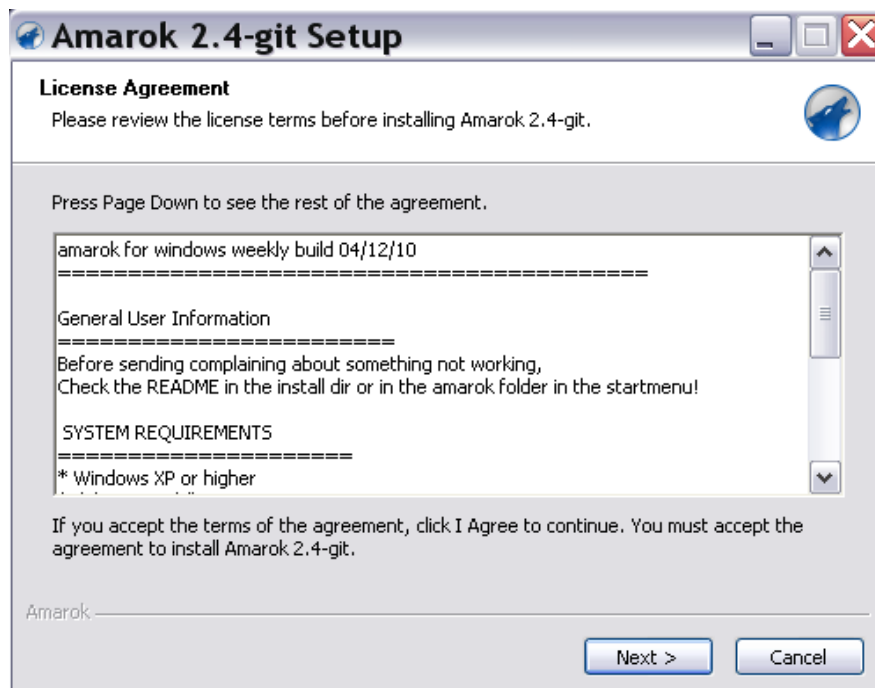 Amarok 2.4-git Setup
License Agreement
Please review the license terms before installing Amarok 2.4-git.
Press Page Down to see the rest of the agreement.
amarok for windows weekly build 04/12/10
==========================================
General User Information
========================
Before sending complaining about something not working,
Check the README in the install dir or in the amarok folder in the startmenu!
SYSTEM REQUIREMENTS
=====================
* Windows XP or higher
If you accept the terms of the agreement, click I Agree to continue. You must accept the
agreement to install Amarok 2.4-git.
Amarok
Next >
Cancel